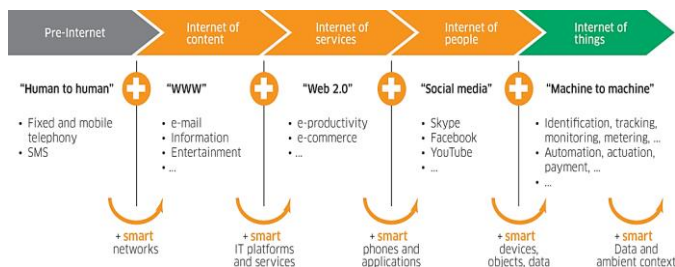 Pre-Internet
Internet of
content
Internet of
services
Internet of
people
Internet of
things
"Human to human"
• Fixed and mobile
telephony
• SMS
"WWW"
• e-mail
• Information
• Entertainment
• ...
"Web 2.0"
• e-productivity
• e-commerce
• ...
"Social media"
• Skype
• Facebook
• YouTube
• ...
"Machine to machine"
• Identification, tracking,
monitoring, metering, ...
• Automation, actuation,
payment, ...
• ...
+ smart
networks
+ smart
IT platforms
and services
+ smart
phones and
applications
+ smart
devices,
objects, data
+ smart
Data and
ambient context